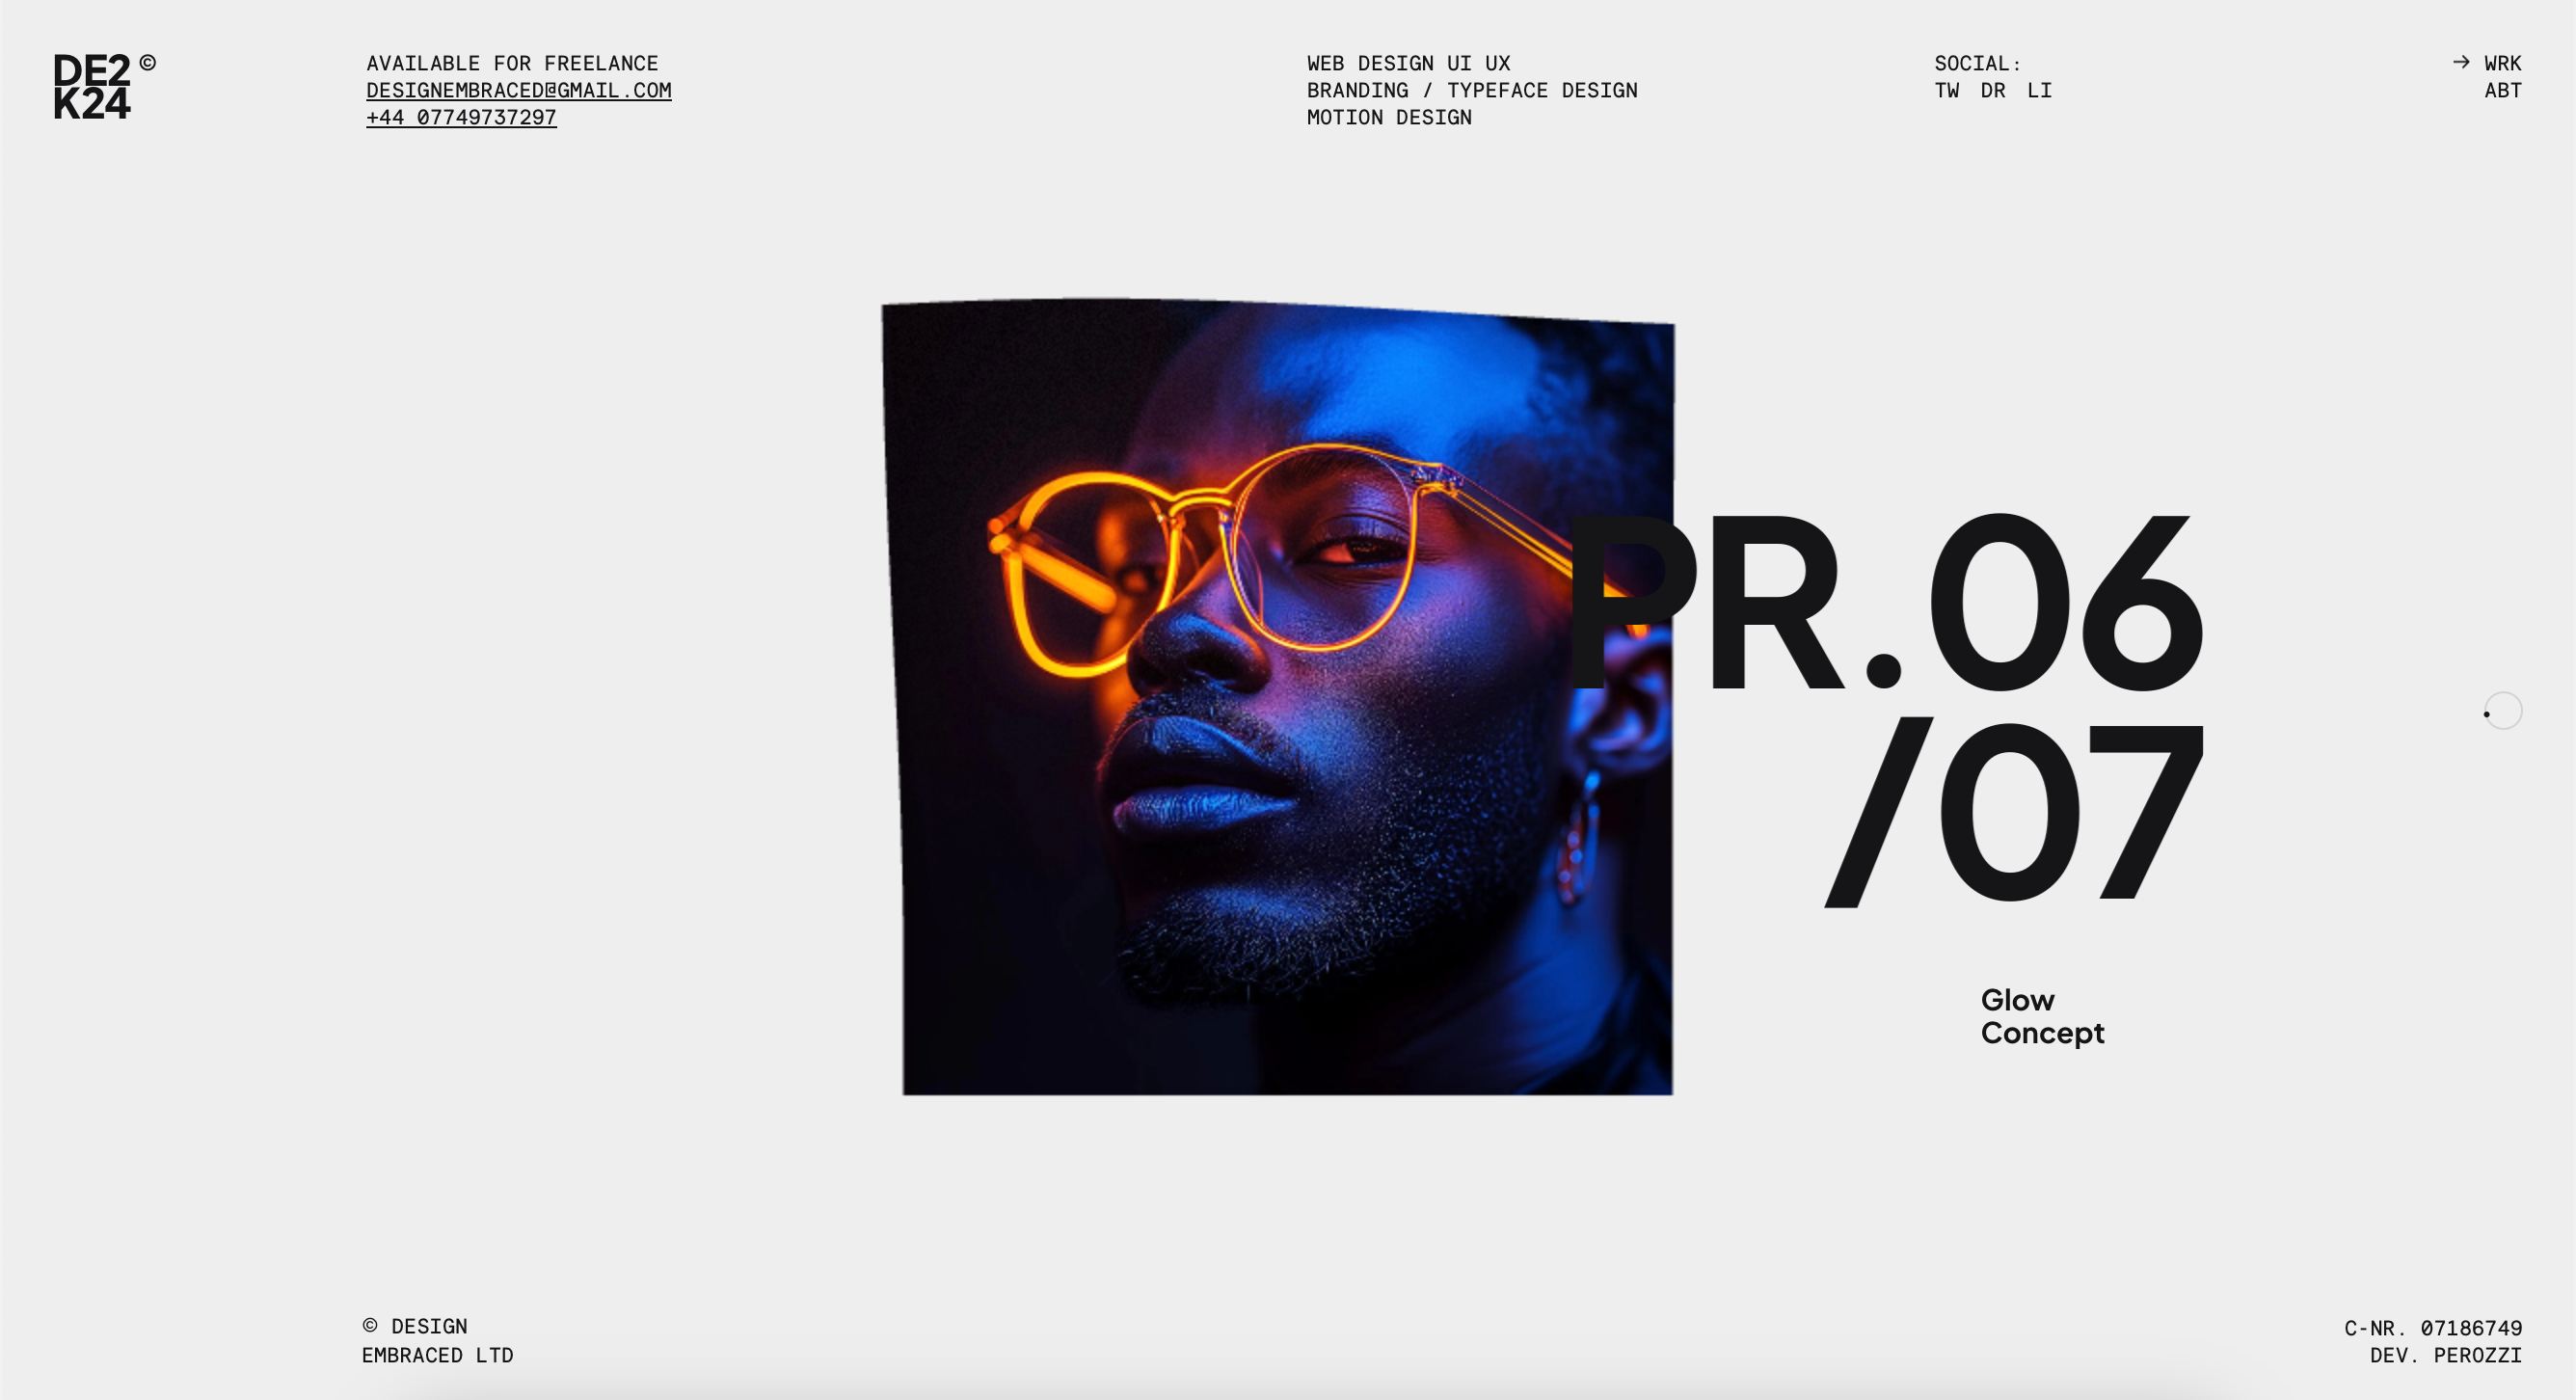 DE2 ©
K24
AVAILABLE FOR FREELANCE
DESIGNEMBRACED@GMAIL.COM
+44 07749737297
WEB DESIGN UI UX
BRANDING / TYPEFACE DESIGN
MOTION DESIGN
SOCIAL:
TW DR LI
→ WRK
ABT
PR.06
/07
Glow
Concept
© DESIGN
EMBRACED LTD
C-NR. 07186749
DEV. PEROZZI